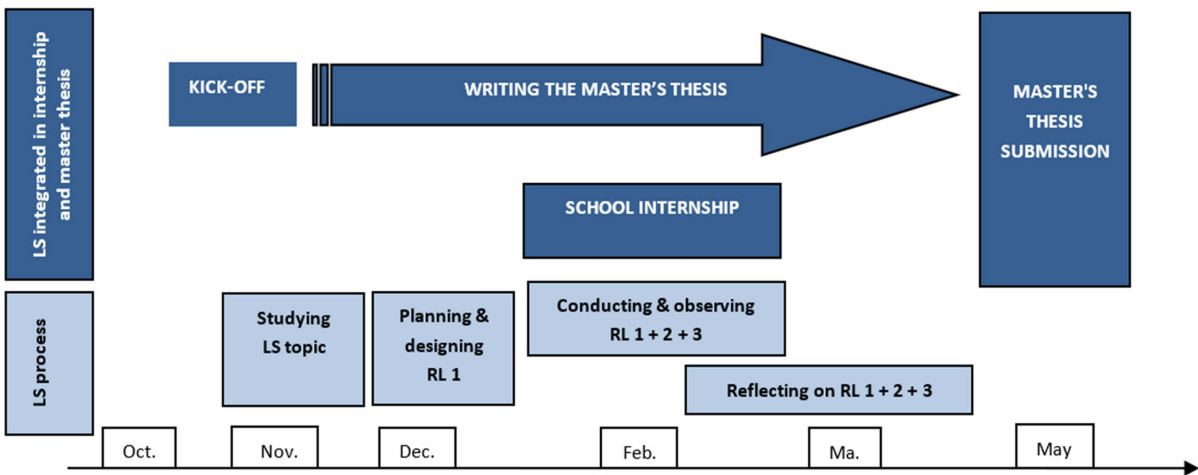 LS integrated in internship
and master thesis
KICK-OFF
WRITING THE MASTER'S THESIS
MASTER'S
THESIS
SUBMISSION
SCHOOL INTERNSHIP
LS process
Studying
LS topic
Planning &
designing
RL 1
Conducting & observing
RL 1 + 2 + 3
Reflecting on RL 1 + 2 + 3
Oct.
Nov.
Dec.
Feb.
Ma.
May